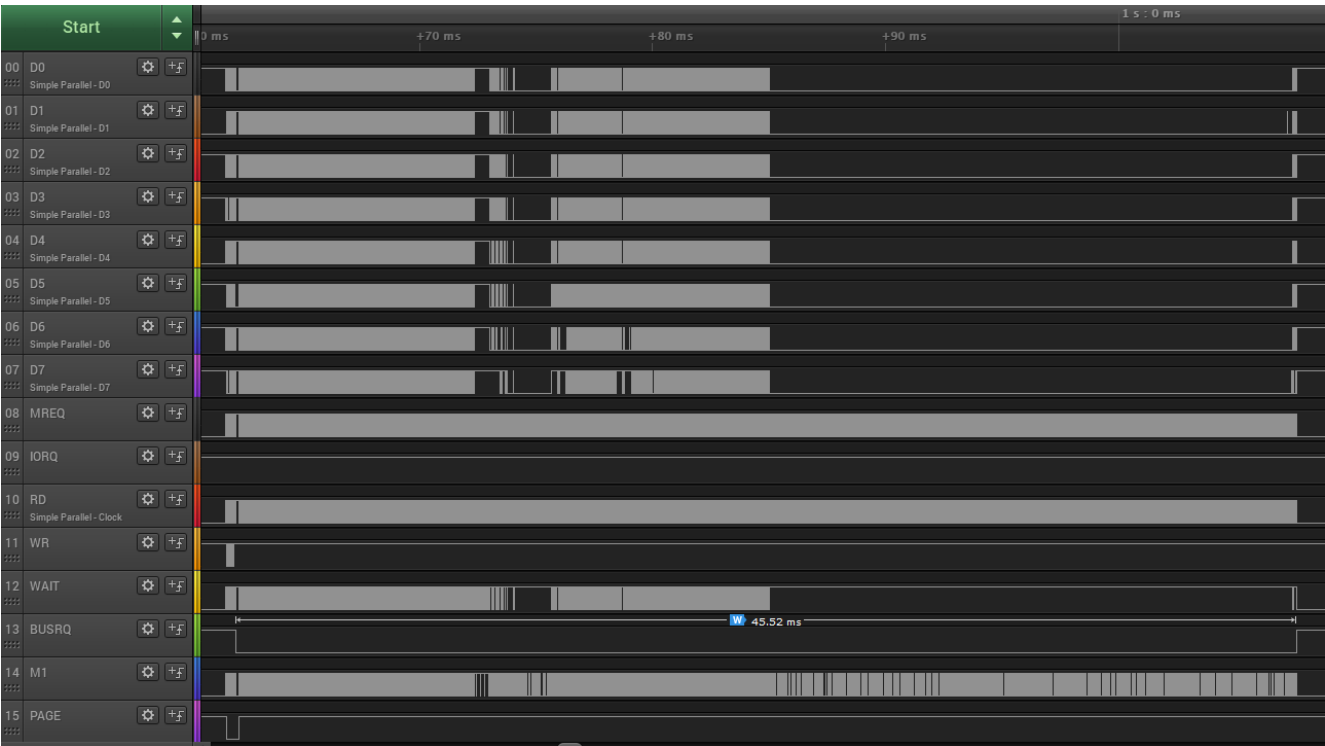 Start
1 s : 0 ms
0 ms
+70 ms
+80 ms
+90 ms
00 D0
Simple Parallel - D0
01 D1
Simple Parallel - D1
02 D2
Simple Parallel - D2
03 D3
Simple Parallel - D3
04 D4
Simple Parallel - D4
05 D5
Simple Parallel - D5
06 D6
Simple Parallel - D6
07 D7
Simple Parallel - D7
08 MREQ
09 IORQ
10 RD
Simple Parallel - Clock
11 WR
12 WAIT
W 45.52 ms
13 BUSRQ
14 M1
15 PAGE